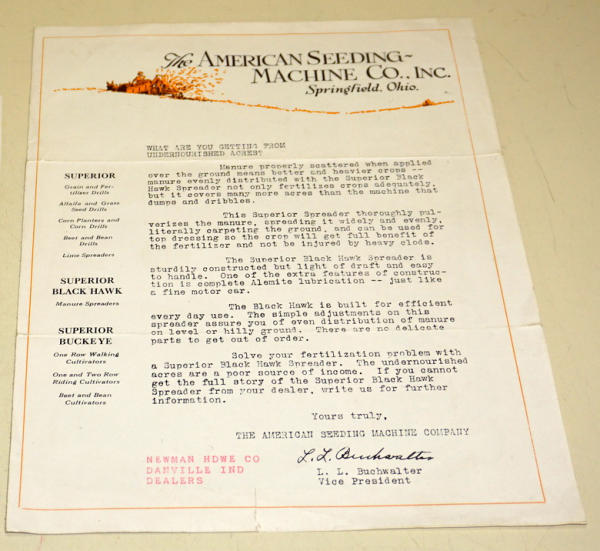 The AMERICAN SEEDING-
MACHINE CO., INC.
Springfield, Ohio.
WHAT ARE YOU GETTING FROM
UNDERNOURISHED ACRES?
SUPERIOR
Grain and Fer-
tilizer Drills
Alfalfa and Grass
Seed Drills
Corn Planters and
Corn Drills
Beet and Bean
Drills
Lime Spreaders
SUPERIOR
BLACK HAWK
Manure Spreaders
SUPERIOR
BUCKEYE
One Row Walking
Cultivators
One and Two Row
Riding Cultivators
Beet and Bean
Cultivators
Manure properly scattered when applied
over the ground means better and heavier crops --
manure evenly distributed with the Superior Black
Hawk Spreader not only fertilizes crops adequately,
but it covers many more acres than the machine that
dumps and dribbles.
This Superior Spreader thoroughly pul-
verizes the manure, spreading it widely and evenly,
literally carpeting the ground, and can be used for
top dressing so the crop will get full benefit of
the fertilizer and not be injured by heavy clods.
The Superior Black Hawk Spreader is
sturdily constructed but light of draft and easy
to handle. One of the extra features of construc-
tion is complete Alemite lubrication -- just like
a fine motor car.
The Black Hawk is built for efficient
every day use. The simple adjustments on this
spreader assure you of even distribution of manure
on level or hilly ground. There are no delicate
parts to get out of order.
Solve your fertilization problem with
a Superior Black Hawk Spreader. The undernourished
acres are a poor source of income. If you cannot
get the full story of the Superior Black Hawk
Spreader from your dealer, write us for further
information.
Yours truly,
THE AMERICAN SEEDING MACHINE COMPANY
L. L. Buchwalter
L. L. Buchwalter
Vice President
NEWMAN HDWE CO
DANVILLE IND
DEALERS